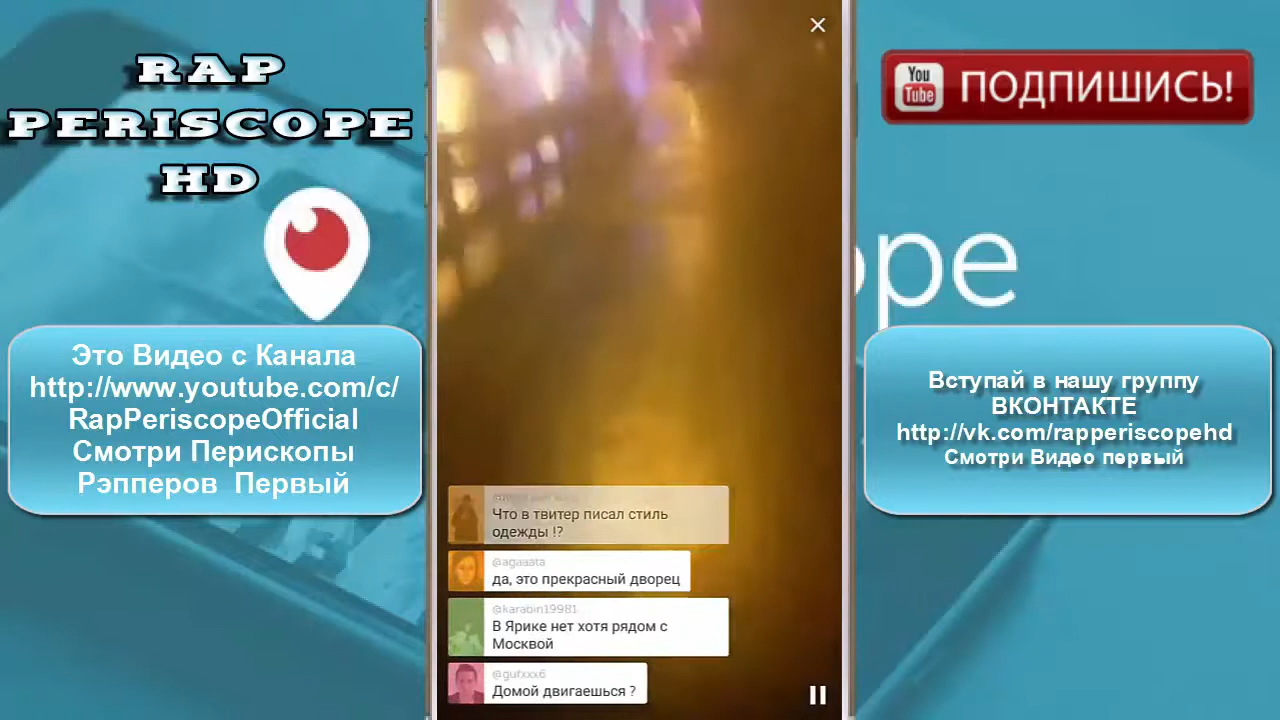 RAP
PERISCOPE
HD
Это Видео с Канала
http://www.youtube.com/c/
RapPeriscopeOfficial
Смотри Перископы
Рэпперов Первый
Что в твитер писал стиль
одежды !?
@agaaata
да, это прекрасный дворец
@karabin19981
В Ярике нет хотя рядом с
Москвой
@gufxxx6
Домой двигаешься ?
You
Tube
ПОДПИШИСЬ!
ope
Вступай в нашу группу
ВКОНТАКТЕ
http://vk.com/rapperiscopehd
Смотри Видео первый